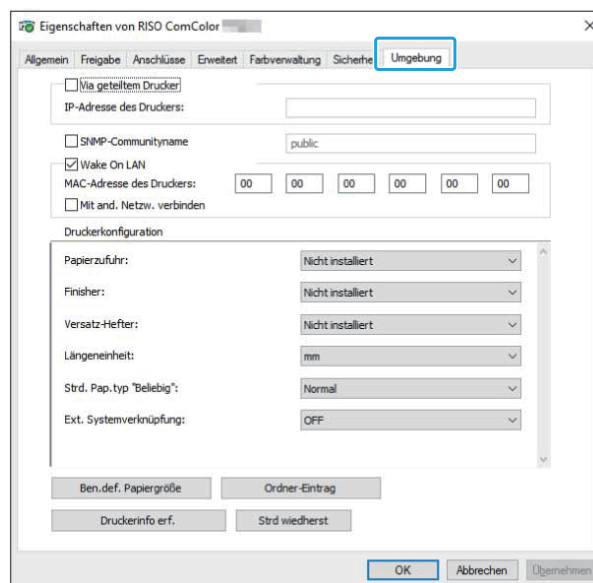 Eigenschaften von RISO ComColor
Allgemein Freigabe Anschlüsse Erweitert Farbverwaltung Sicherhe Umgebung
Via geteiltem Drucker
IP-Adresse des Druckers:
SNMP-Communityname public
Wake On LAN
MAC-Adresse des Druckers: 00 00 00 00 00 00
Mit and. Netzw. verbinden
Druckerkonfiguration
Papierzufuhr: Nicht installiert
Finisher: Nicht installiert
Versatz-Hefter: Nicht installiert
Längeneinheit: mm
Strd. Pap.typ "Beliebig": Normal
Ext. Systemverknüpfung: OFF
Ben.def. Papiergröße Ordner-Eintrag
Druckerinfo erf. Strd wiedherst
OK Abbrechen Übernehmen